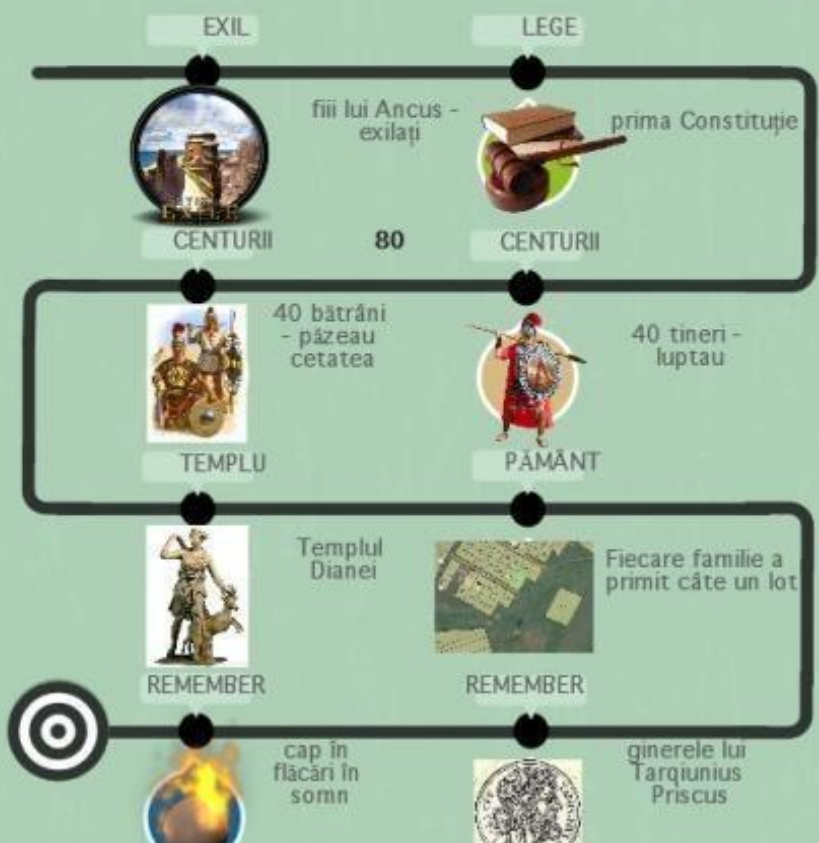 EXIL
LEGE
fiii lui Ancus -
exilați
prima Constituție
CENTURII
80
CENTURII
40 bătrâni
- păzeau
cetatea
40 tineri -
luptau
TEMPLU
PĂMÂNT
Templul
Dianei
Fiecare familie a
primit câte un lot
REMEMBER
REMEMBER
cap în
flăcări în
somn
ginerele lui
Tarqiunius
Priscus